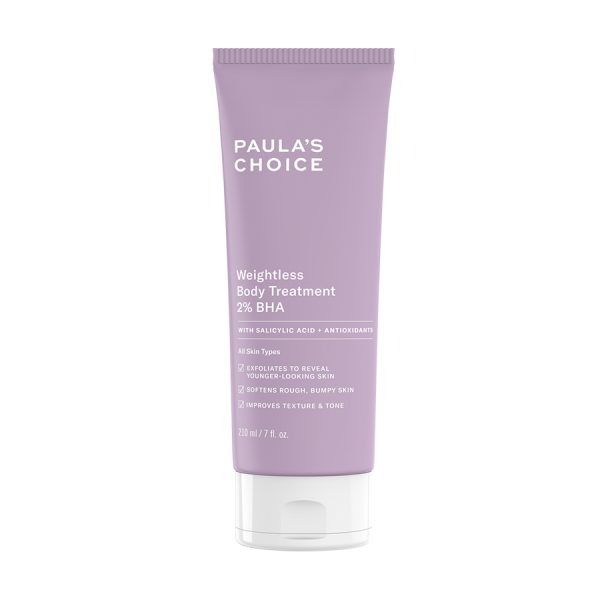 PAULA'S
CHOICE
Weightless
Body Treatment
2% BHA
WITH SALICYLIC ACID + ANTIOXIDANTS
All Skin Types
EXFOLIATES TO REVEAL
YOUNGER-LOOKING SKIN
SOFTENS ROUGH, BUMPY SKIN
IMPROVES TEXTURE & TONE
210 ml / 7 fl. oz.